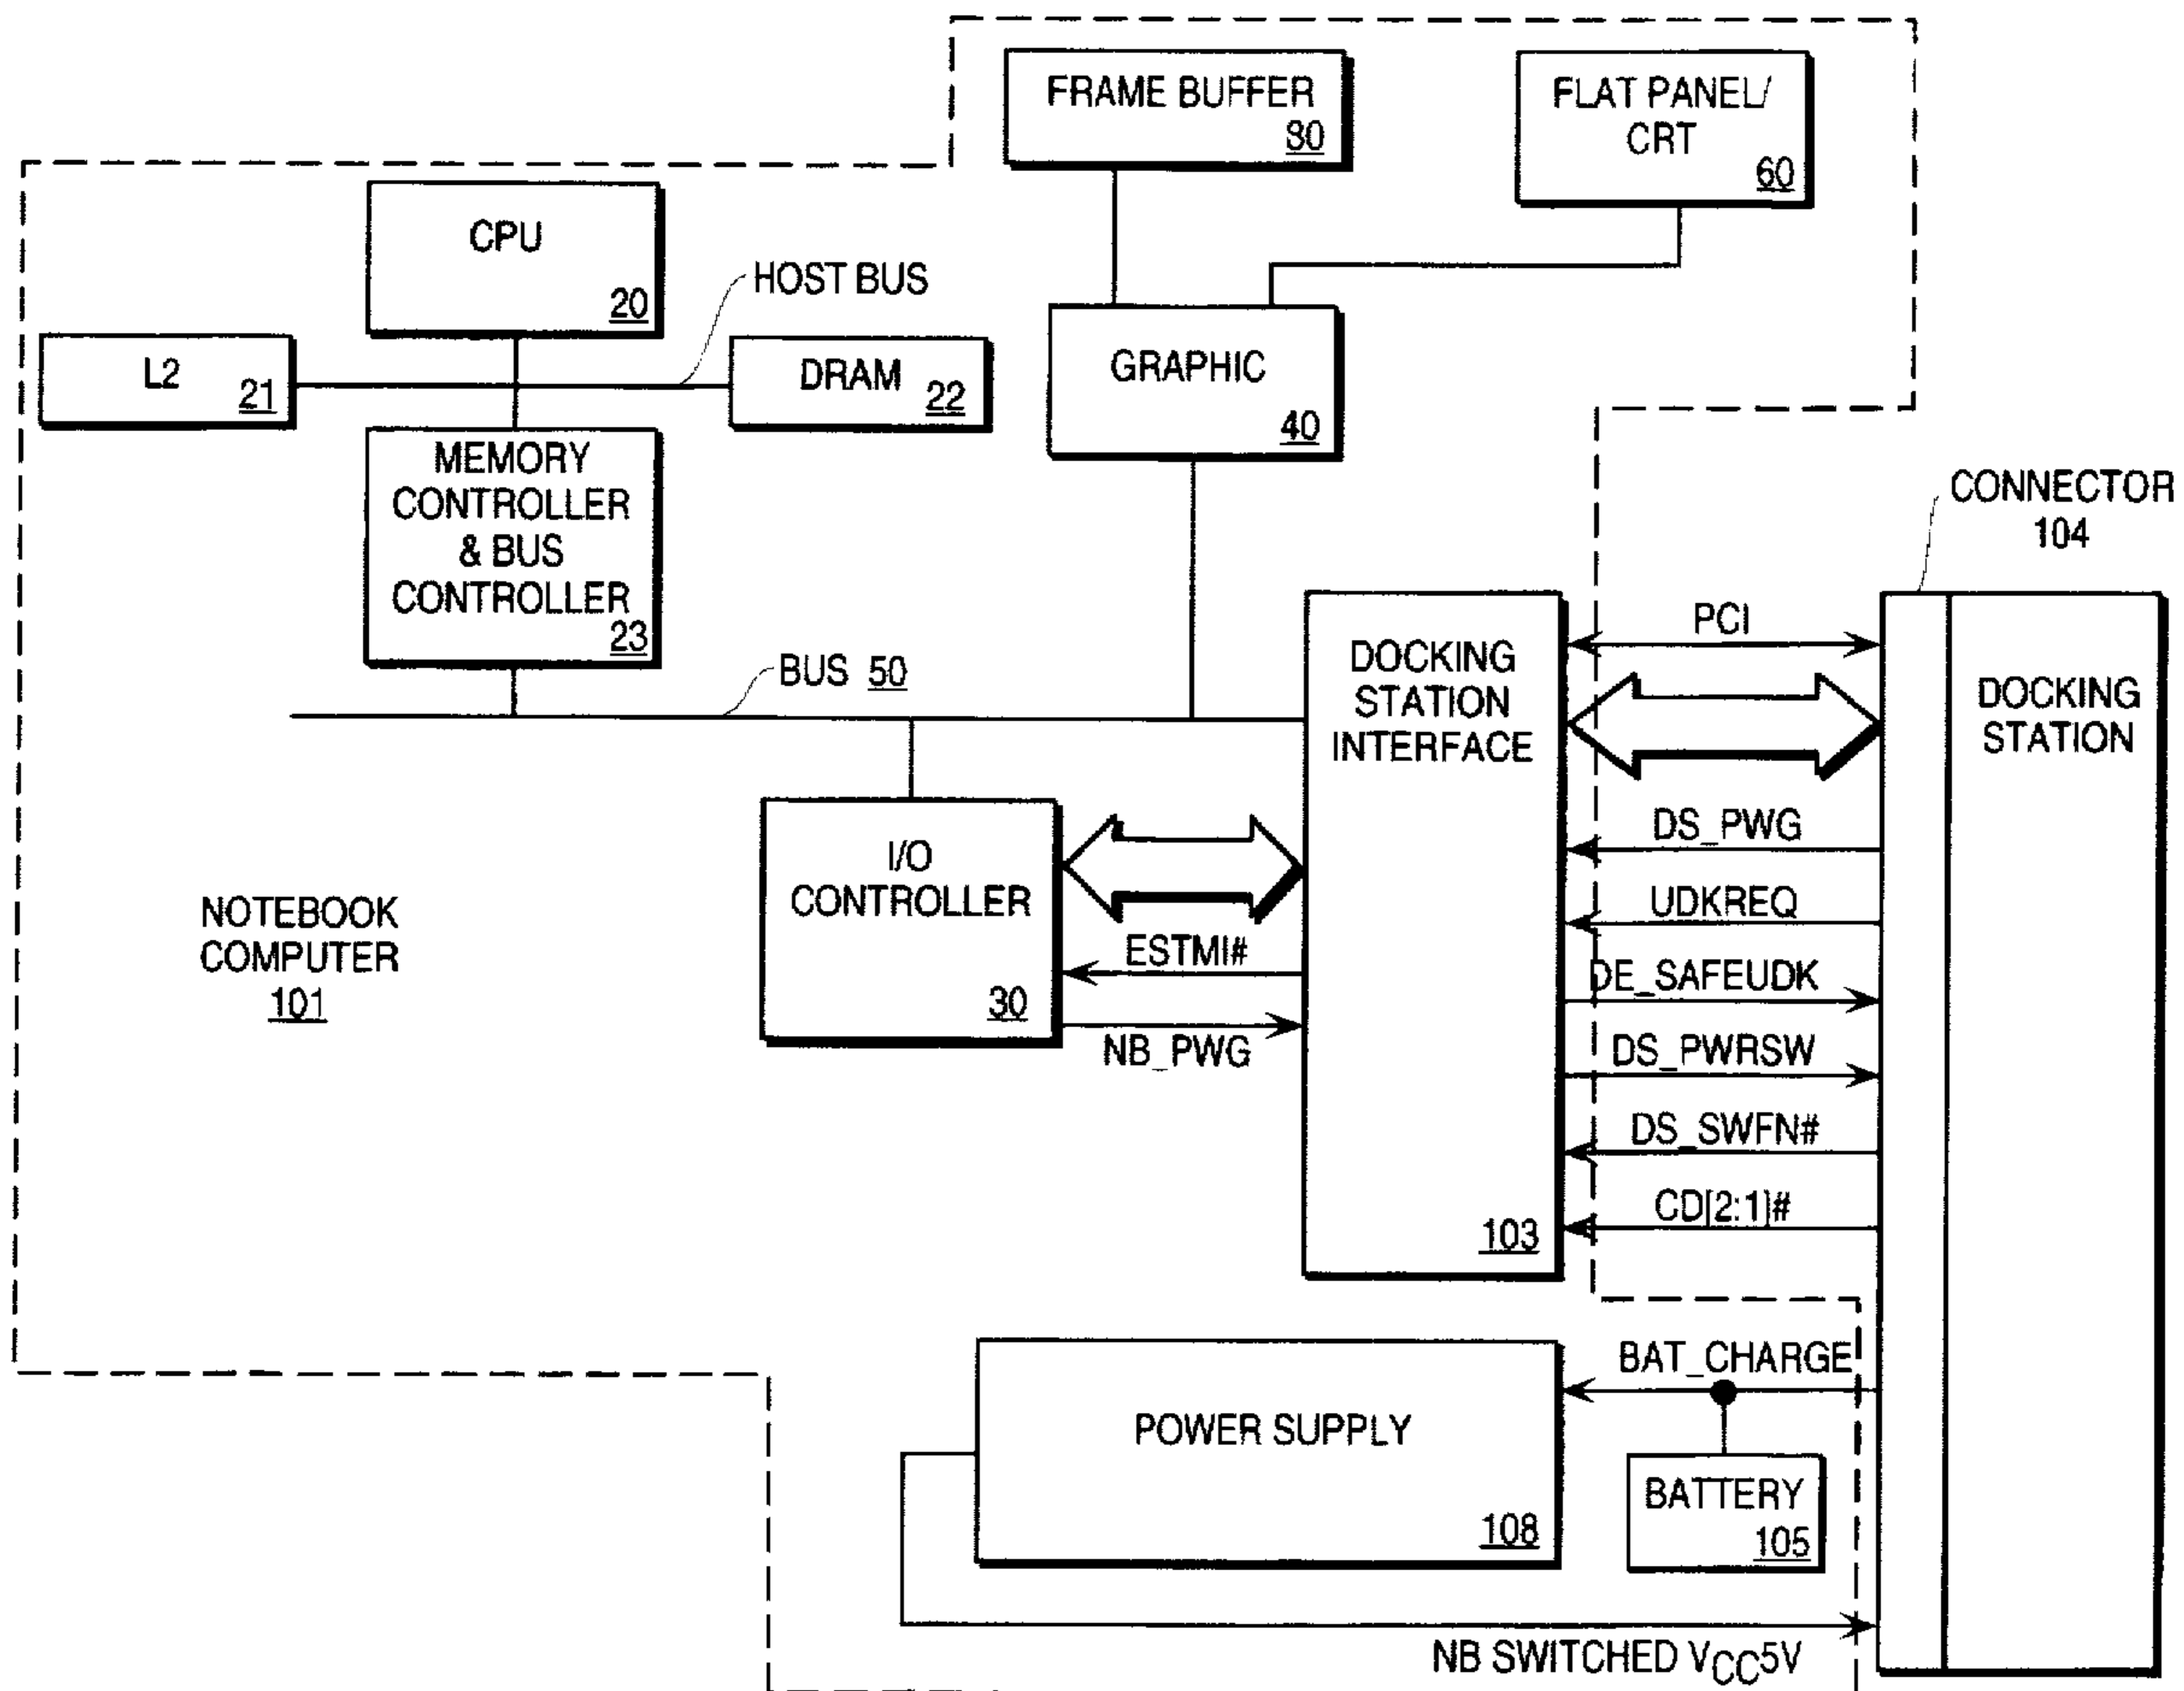 FRAME BUFFER
80
FLAT PANEL/
CRT
60
CPU
20
HOST BUS
L2
21
DRAM
22
GRAPHIC
40
MEMORY
CONTROLLER
& BUS
CONTROLLER
23
CONNECTOR
104
BUS 50
DOCKING
STATION
INTERFACE
103
PCI
DOCKING
STATION
I/O
CONTROLLER
30
ESTMI#
NB_PWG
DS_PWG
UDKREQ
DE_SAFEUDK
DS_PWRSW
DS_SWFN#
CD[2:1]#
NOTEBOOK
COMPUTER
101
POWER SUPPLY
108
BAT_CHARGE
BATTERY
105
NB SWITCHED VCC5V